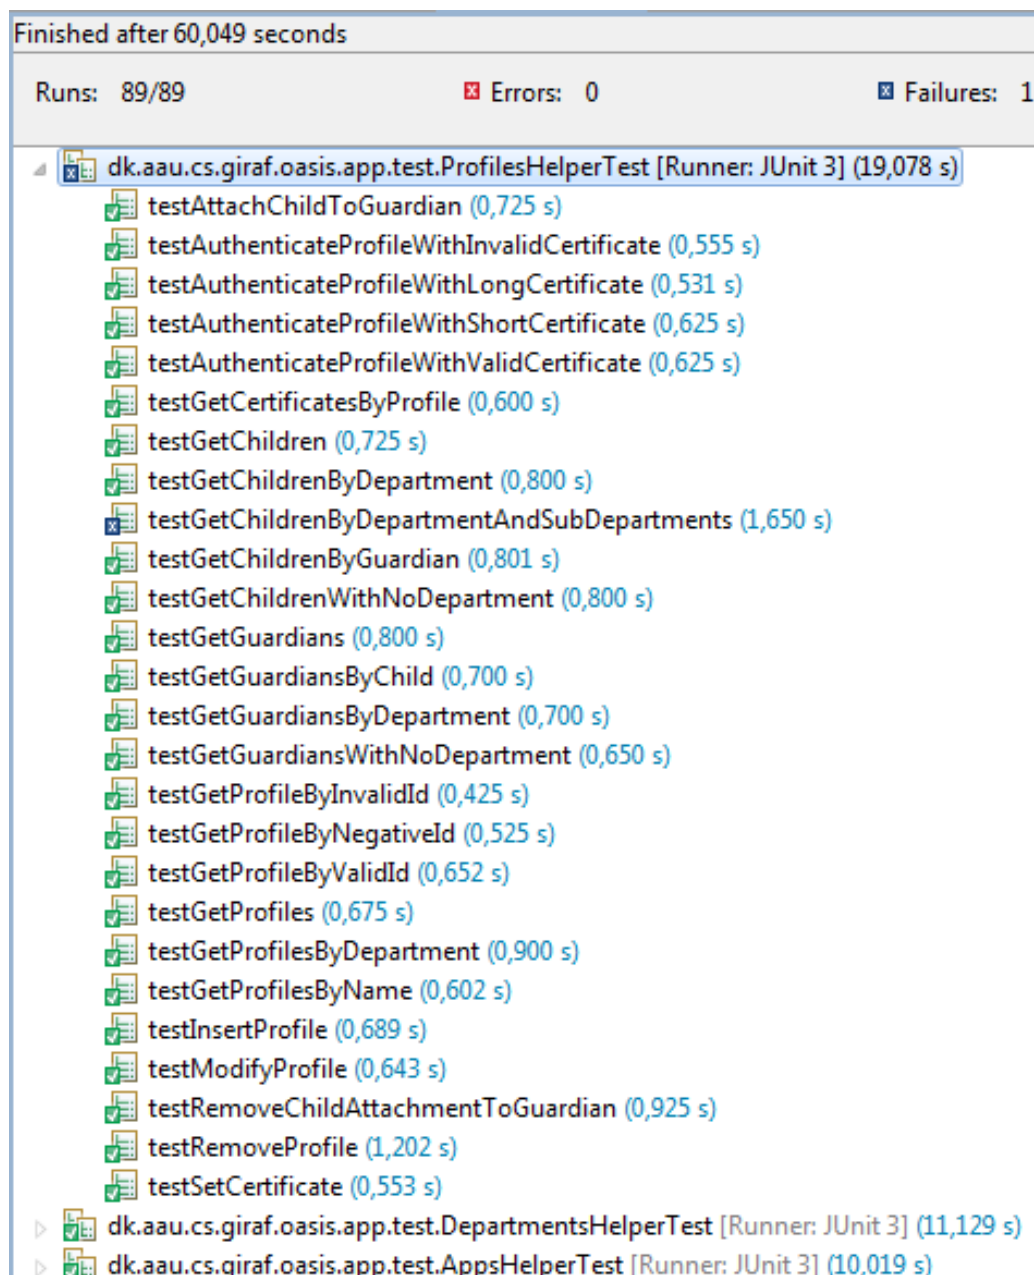 Finished after 60,049 seconds
Runs: 89/89 Errors: 0 Failures: 1
dk.aau.cs.giraf.oasis.app.test.ProfilesHelperTest [Runner: JUnit 3] (19,078 s)
testAttachChildToGuardian (0,725 s)
testAuthenticateProfileWithInvalidCertificate (0,555 s)
testAuthenticateProfileWithLongCertificate (0,531 s)
testAuthenticateProfileWithShortCertificate (0,625 s)
testAuthenticateProfileWithValidCertificate (0,625 s)
testGetCertificatesByProfile (0,600 s)
testGetChildren (0,725 s)
testGetChildrenByDepartment (0,800 s)
testGetChildrenByDepartmentAndSubDepartments (1,650 s)
testGetChildrenByGuardian (0,801 s)
testGetChildrenWithNoDepartment (0,800 s)
testGetGuardians (0,800 s)
testGetGuardiansByChild (0,700 s)
testGetGuardiansByDepartment (0,700 s)
testGetGuardiansWithNoDepartment (0,650 s)
testGetProfileByInvalidId (0,425 s)
testGetProfileByNegativeId (0,525 s)
testGetProfileByValidId (0,652 s)
testGetProfiles (0,675 s)
testGetProfilesByDepartment (0,900 s)
testGetProfilesByName (0,602 s)
testInsertProfile (0,689 s)
testModifyProfile (0,643 s)
testRemoveChildAttachmentToGuardian (0,925 s)
testRemoveProfile (1,202 s)
testSetCertificate (0,553 s)
dk.aau.cs.giraf.oasis.app.test.DepartmentsHelperTest [Runner: JUnit 3] (11,129 s)
dk.aau.cs.giraf.oasis.app.test.AppsHelperTest [Runner: JUnit 3] (10,019 s)